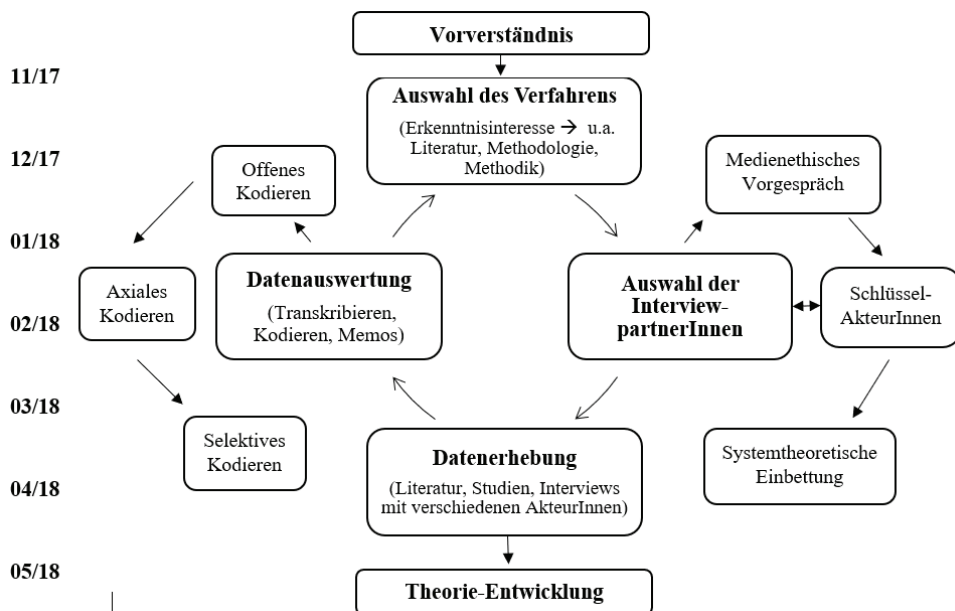 Vorverständnis
11/17
Auswahl des Verfahrens
(Erkenntnisinteresse → u.a.
Literatur, Methodologie,
Methodik)
12/17
Offenes
Kodieren
Medienethisches
Vorgespräch
01/18
Axiales
Kodieren
Datenauswertung
(Transkribieren,
Kodieren, Memos)
Auswahl der
Interview-
partnerInnen
Schlüssel-
AkteurInnen
02/18
03/18
Selektives
Kodieren
Datenerhebung
(Literatur, Studien, Interviews
mit verschiedenen AkteurInnen)
Systemtheoretische
Einbettung
04/18
05/18
Theorie-Entwicklung